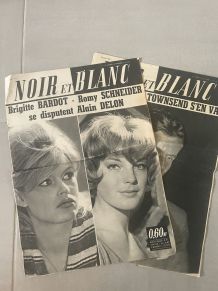 NOIR ET BLANC
Brigitte BARDOT - Romy SCHNEIDER
se disputent Alain DELON
0.60
ET BLANC
TOWNSEND S'EN VA